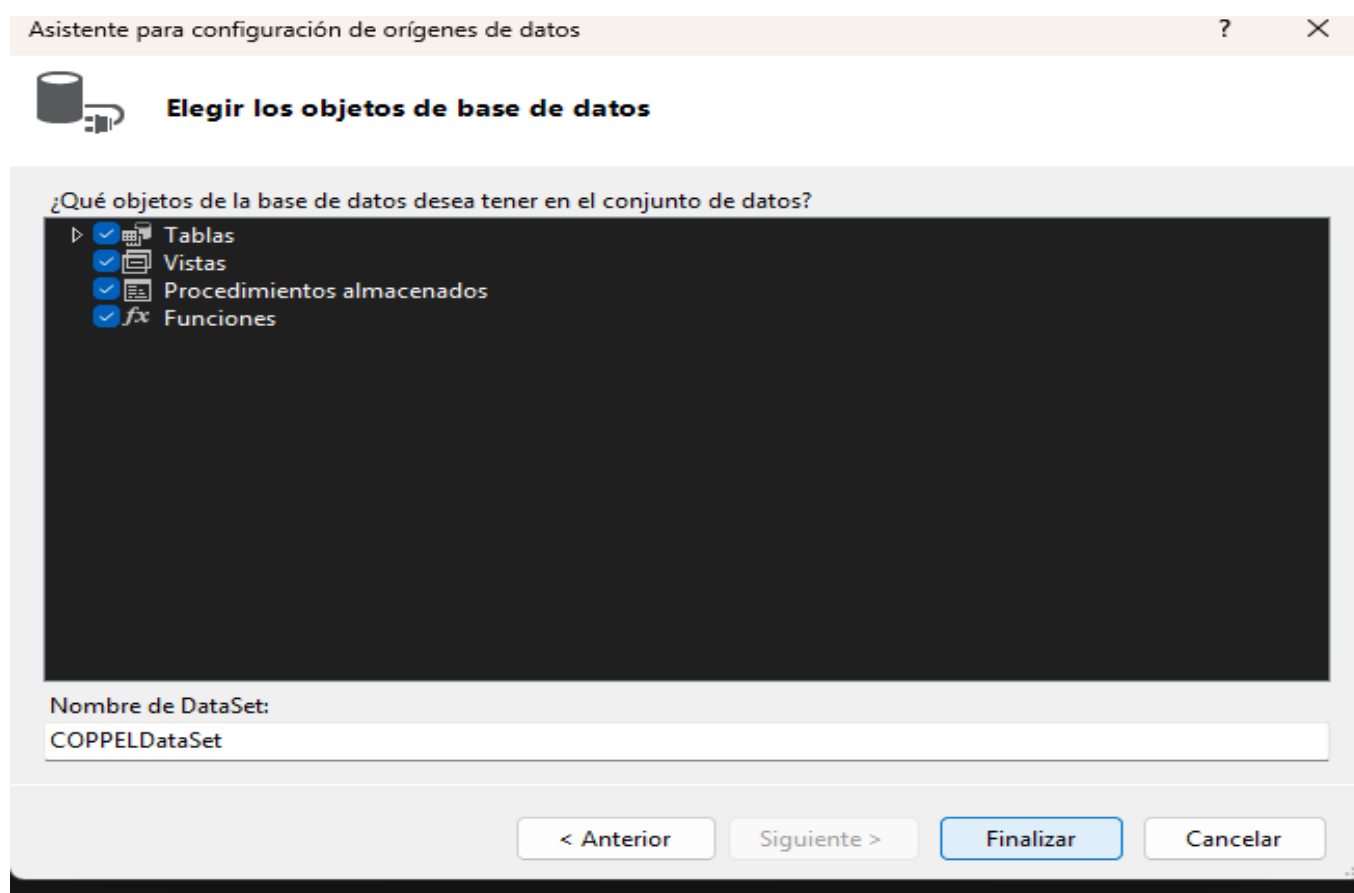 Asistente para configuración de orígenes de datos ? ✕
Elegir los objetos de base de datos
¿Qué objetos de la base de datos desea tener en el conjunto de datos?
Tablas
Vistas
Procedimientos almacenados
fx Funciones
Nombre de DataSet:
COPPELDataSet
< Anterior Siguiente > Finalizar Cancelar